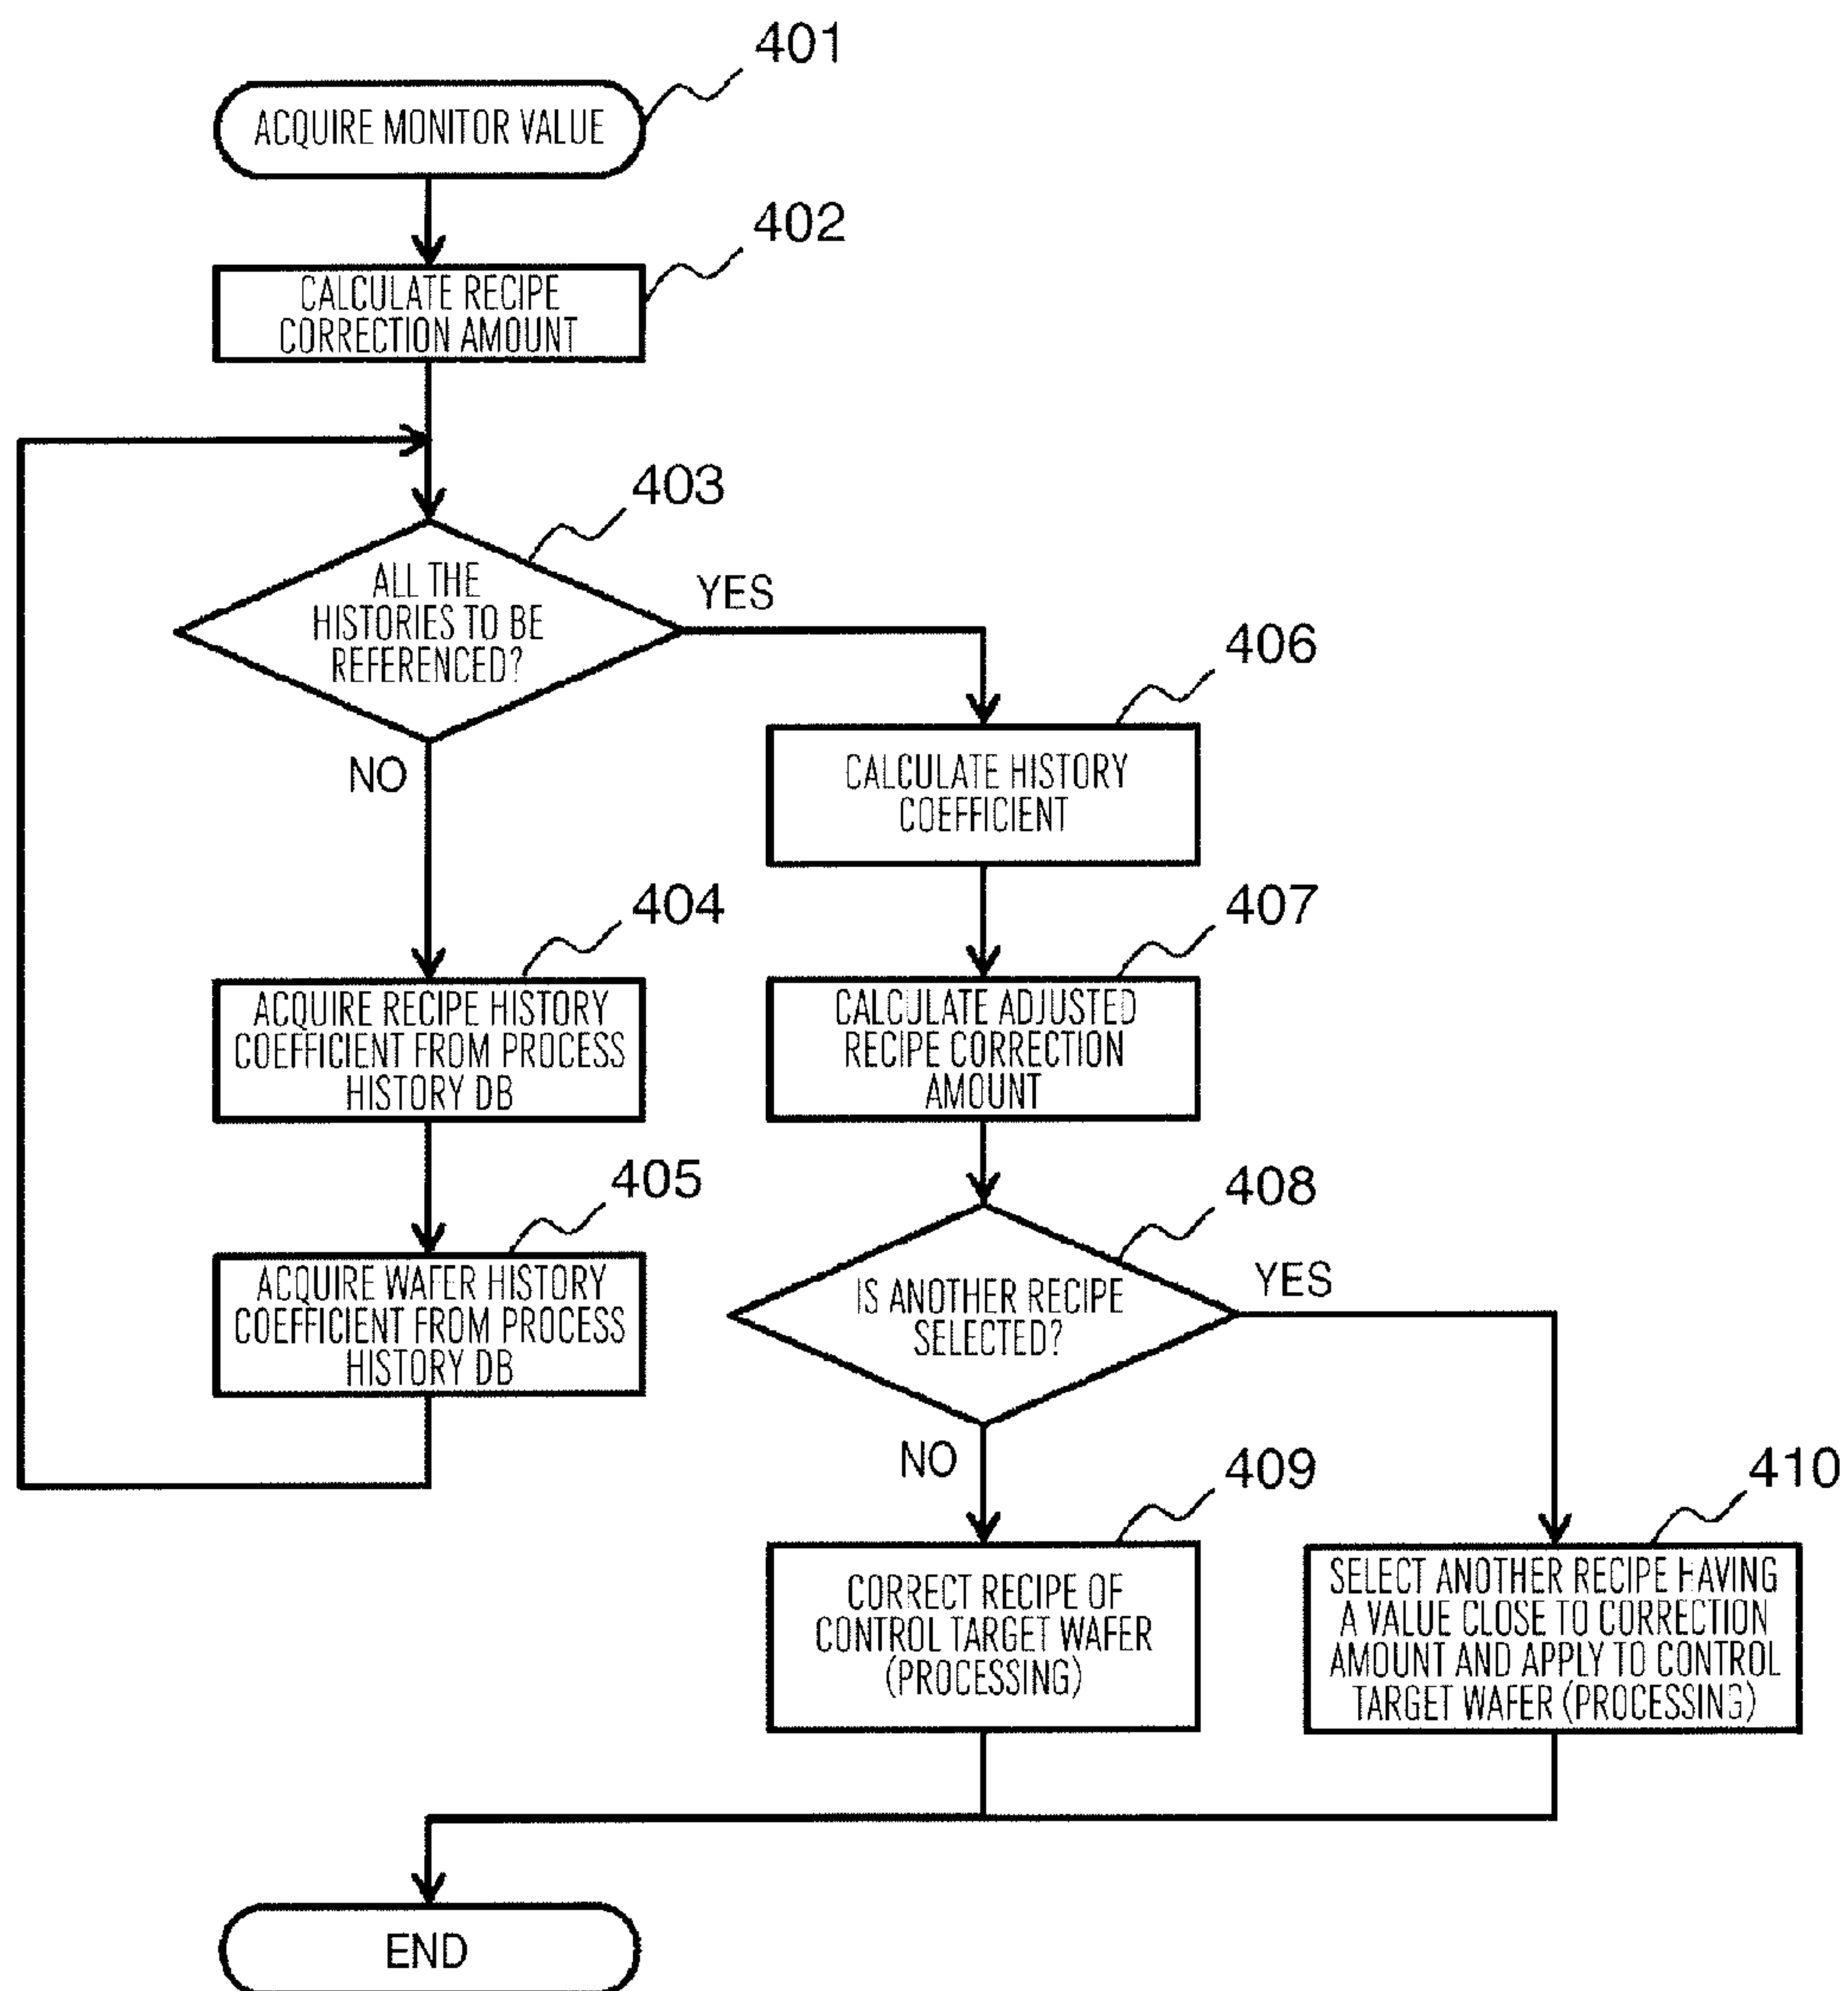 401
ACQUIRE MONITOR VALUE
402
CALCULATE RECIPE
CORRECTION AMOUNT
403
ALL THE
HISTORIES TO BE
REFERENCED?
YES
NO
406
CALCULATE HISTORY
COEFFICIENT
404
ACQUIRE RECIPE HISTORY
COEFFICIENT FROM PROCESS
HISTORY DB
407
CALCULATE ADJUSTED
RECIPE CORRECTION
AMOUNT
405
ACQUIRE WAFER HISTORY
COEFFICIENT FROM PROCESS
HISTORY DB
408
IS ANOTHER RECIPE
SELECTED?
YES
NO
409
CORRECT RECIPE OF
CONTROL TARGET WAFER
(PROCESSING)
410
SELECT ANOTHER RECIPE HAVING
A VALUE CLOSE TO CORRECTION
AMOUNT AND APPLY TO CONTROL
TARGET WAFER (PROCESSING)
END